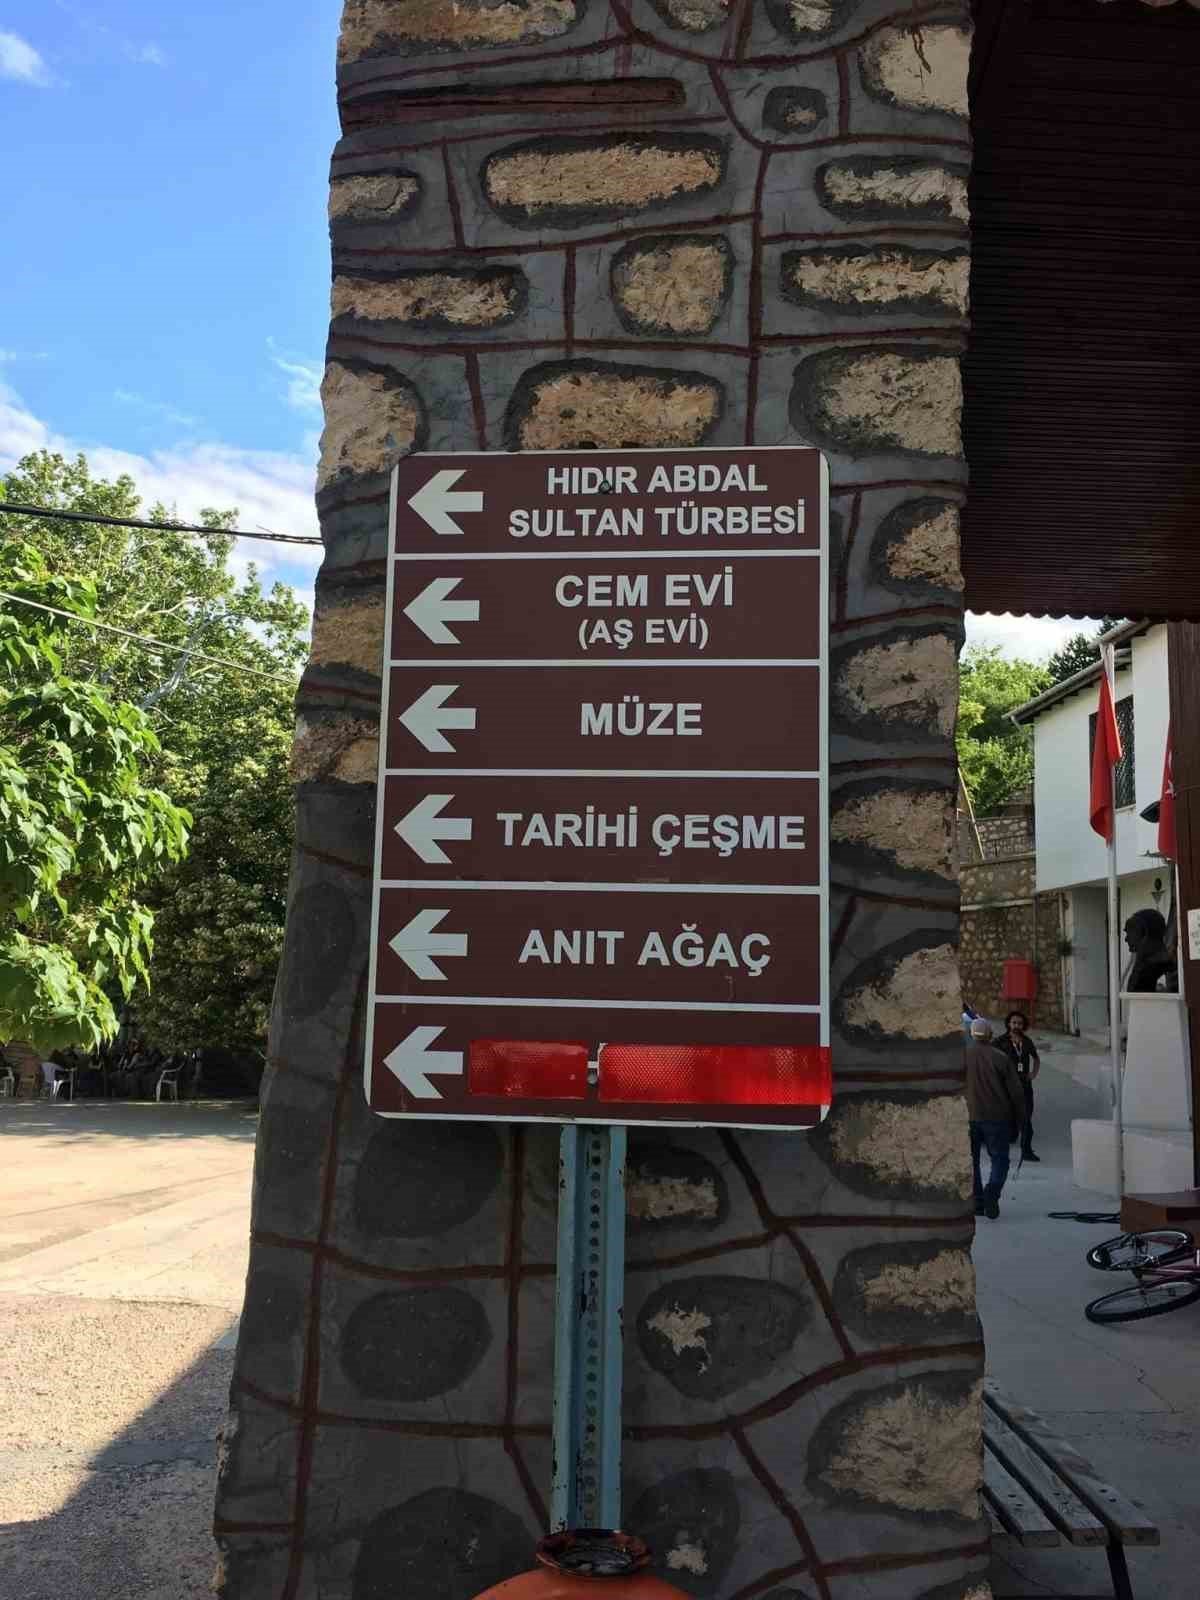 HIDIR ABDAL
SULTAN TÜRBESİ
CEM EVİ
(AŞ EVİ)
MÜZE
TARİHİ ÇEŞME
ANIT AĞAÇ